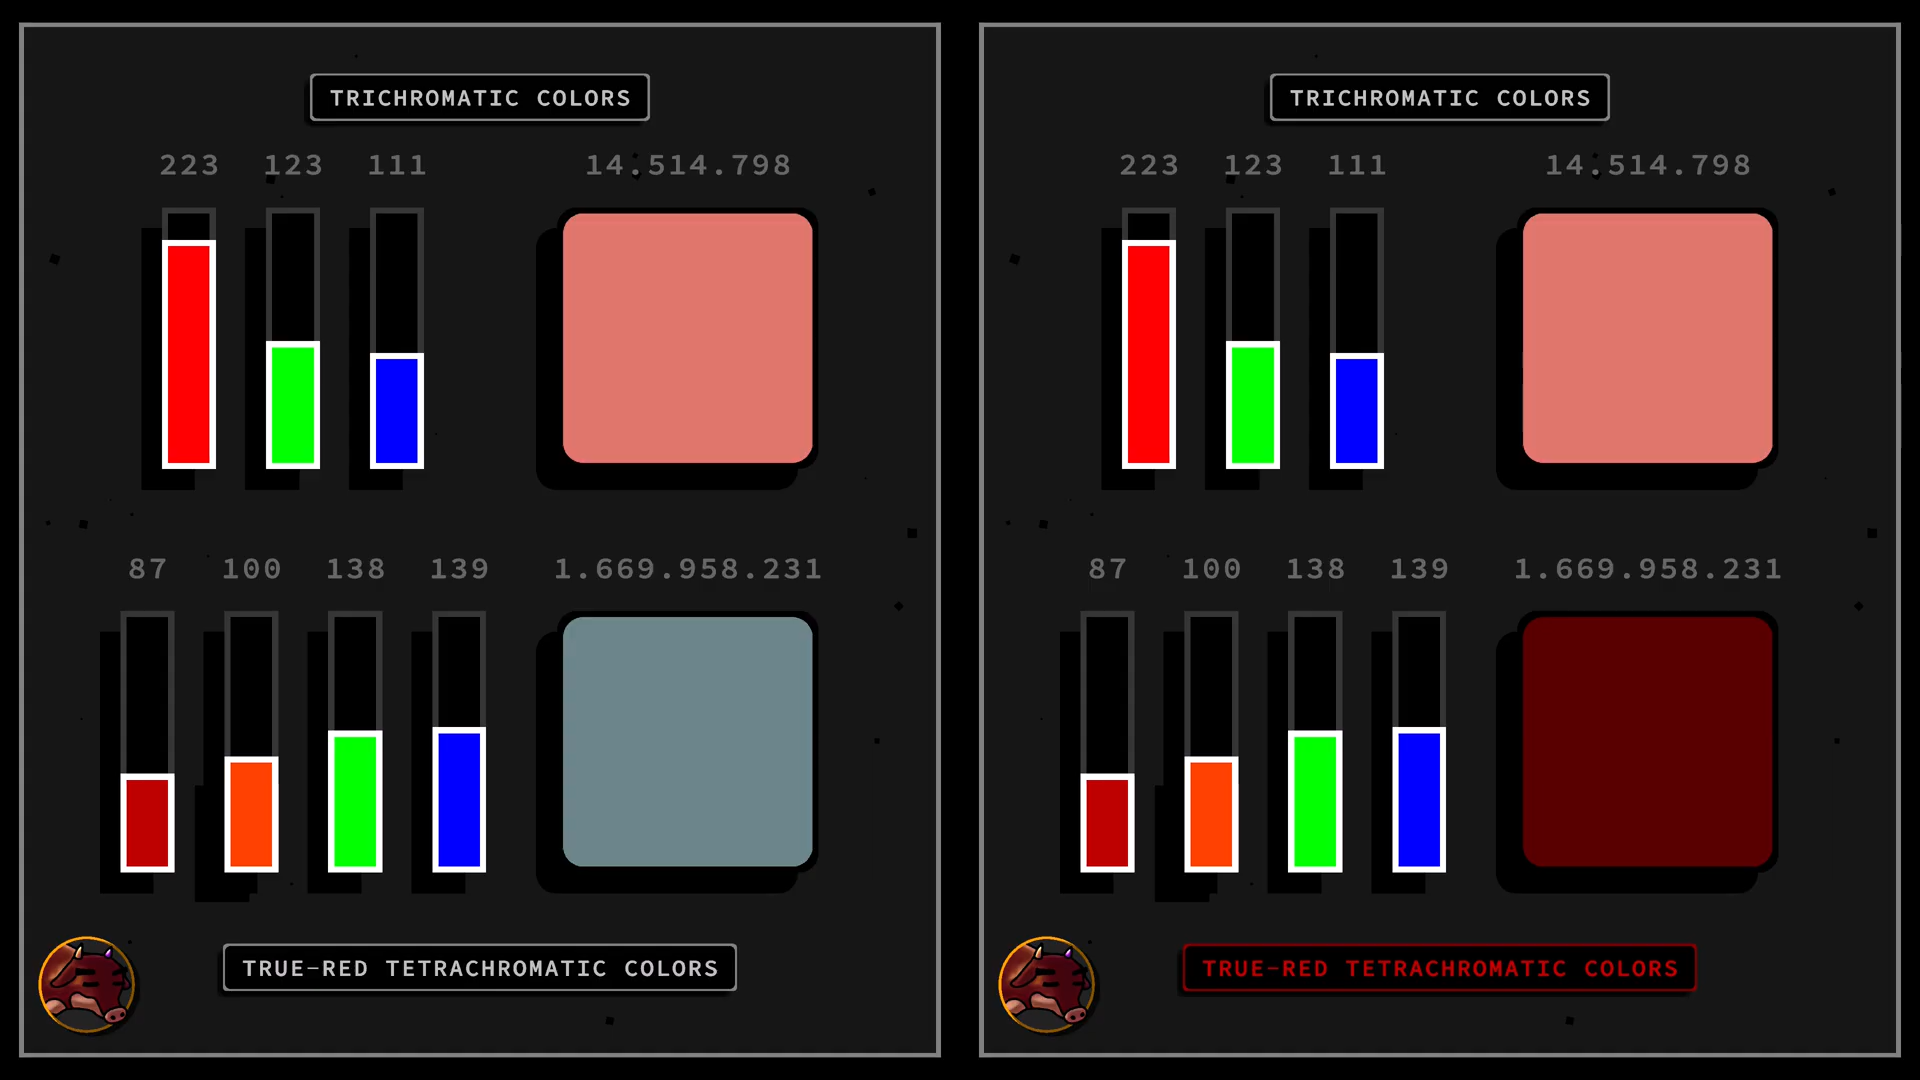 TRICHROMATIC COLORS
223 123 111 14.514.798
87 100 138 139 1.669.958.231
TRUE-RED TETRACHROMATIC COLORS
TRICHROMATIC COLORS
223 123 111 14.514.798
87 100 138 139 1.669.958.231
TRUE-RED TETRACHROMATIC COLORS